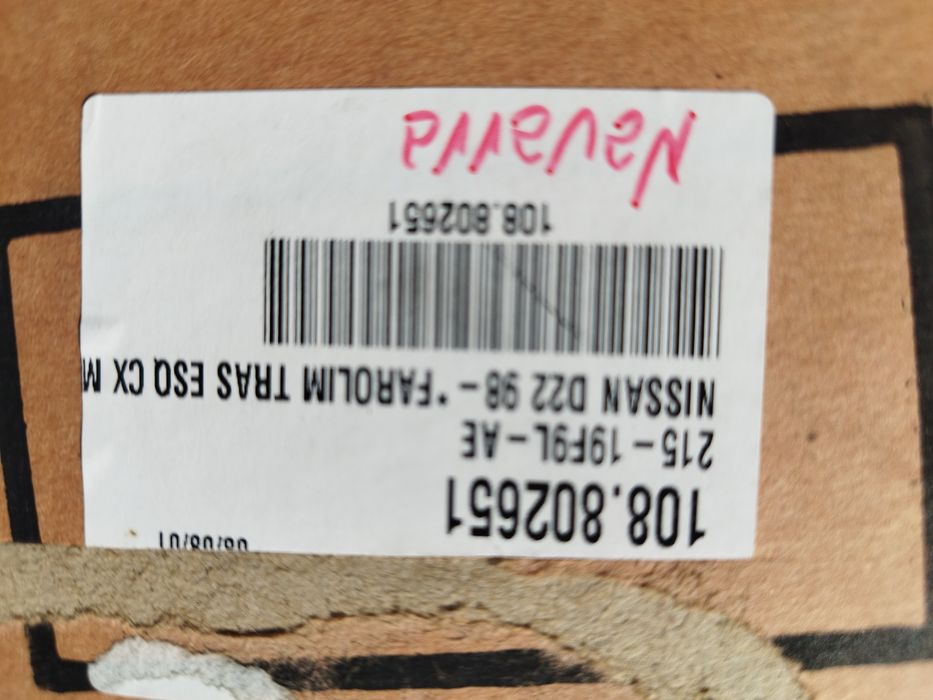 108.802651
215-19F9L-AE
NISSAN D22 98- *FAROLIM TRAS ESQ CX
108.802651
Navarra